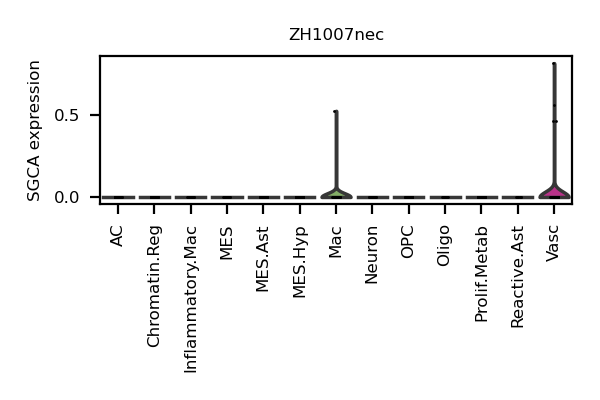 ZH1007nec
SGCA expression
0.5
0.0
AC
Chromatin.Reg
Inflammatory.Mac
MES
MES.Ast
MES.Hyp
Mac
Neuron
OPC
Oligo
Prolif.Metab
Reactive.Ast
Vasc